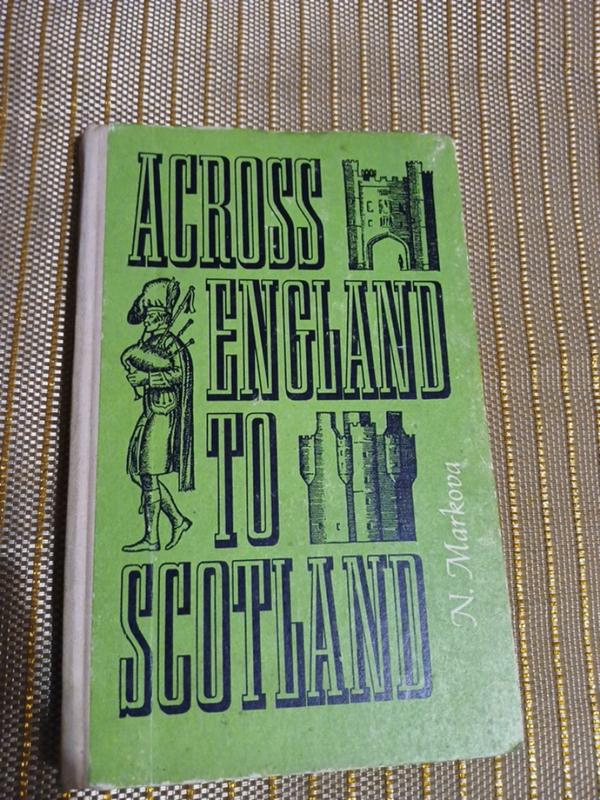 ACROSS
ENGLAND
TO
SCOTLAND
N. Markova